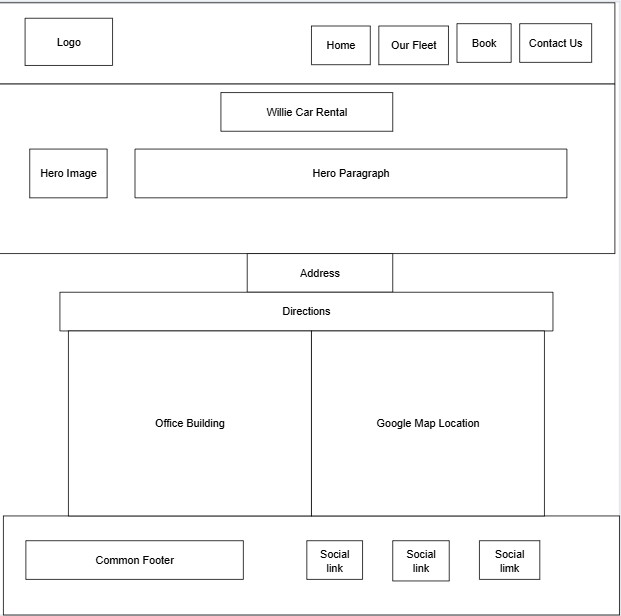 Logo
Home
Our Fleet
Book
Contact Us
Willie Car Rental
Hero Image
Hero Paragraph
Address
Directions
Office Building
Google Map Location
Common Footer
Social
link
Social
link
Social
limk